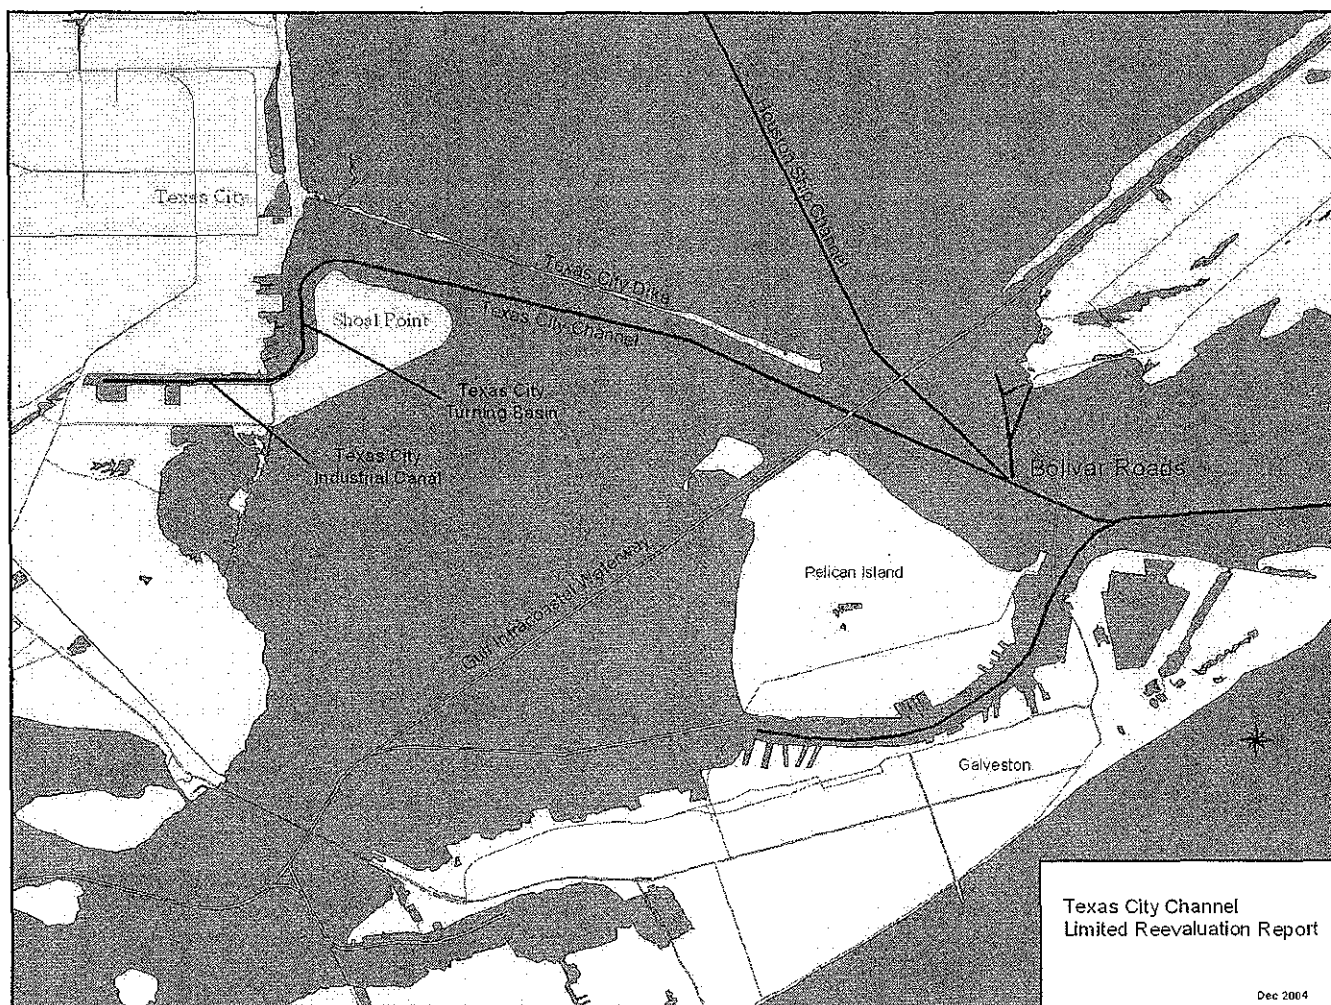 Houston Ship Channel
Texas City
Texas City Dike
Texas City Channel
Shoal Point
Texas City
Turning Basin
Texas City
Industrial Canal
Bolivar Roads
Gulf Intracoastal Waterway
Pelican Island
Galveston
Texas City Channel
Limited Reevaluation Report
Dec 2004